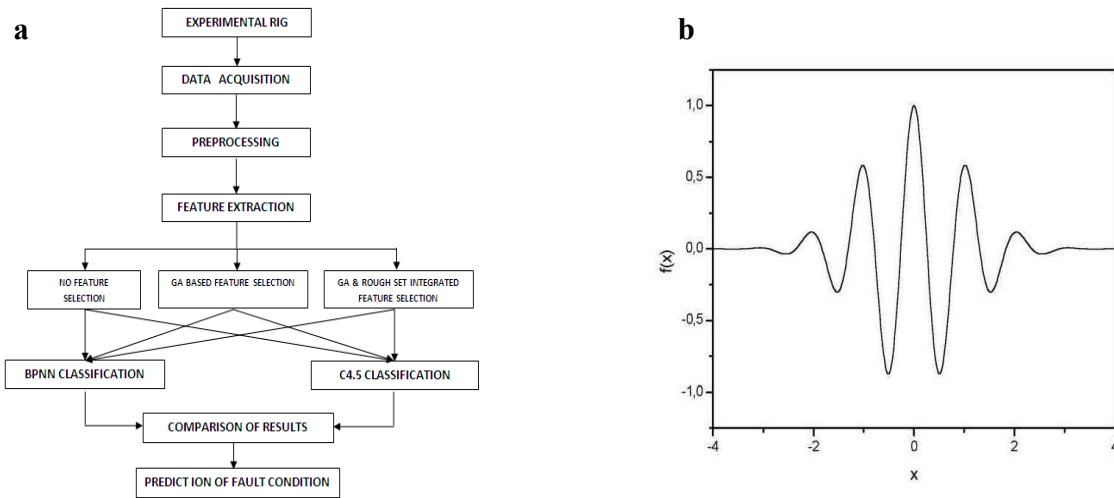 a
EXPERIMENTAL RIG
DATA ACQUISITION
PREPROCESSING
FEATURE EXTRACTION
NO FEATURE
SELECTION
GA BASED FEATURE SELECTION
GA & ROUGH SET INTEGRATED
FEATURE SELECTION
BPNN CLASSIFICATION
C4.5 CLASSIFICATION
COMPARISON OF RESULTS
PREDICT ION OF FAULT CONDITION
b
1,0
0,5
0,0
-0,5
-1,0
f(x)
-4
-2
0
2
4
x